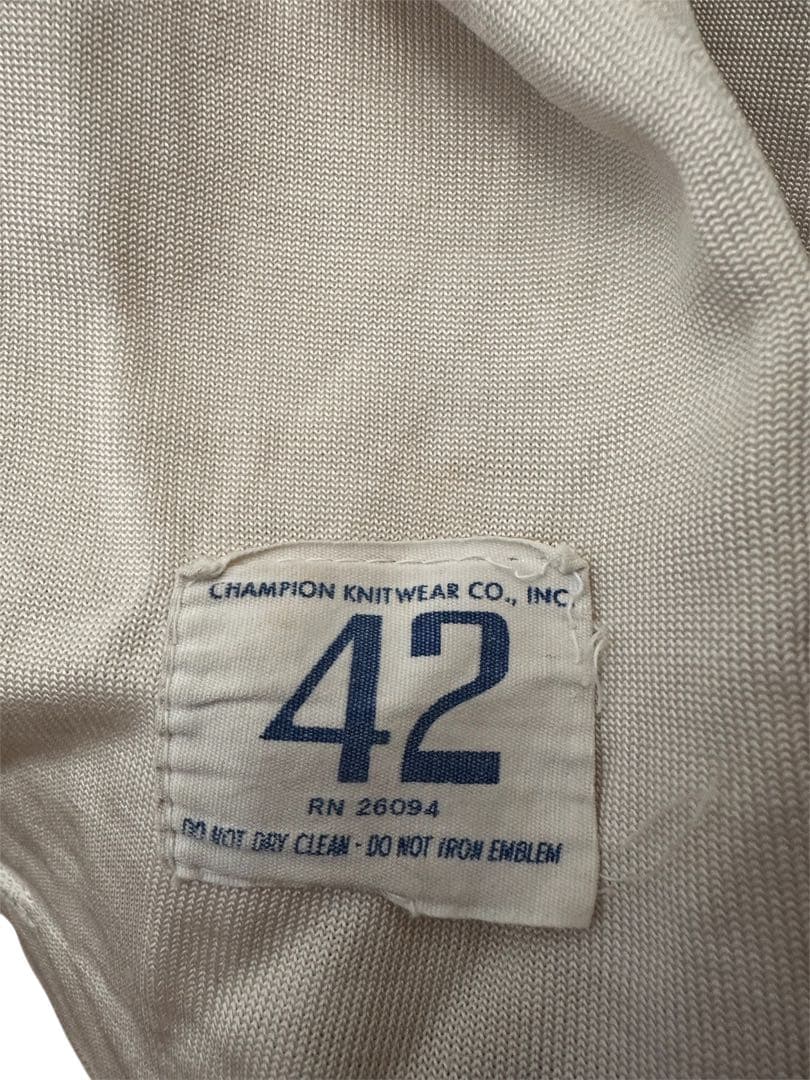 CHAMPION KNITWEAR CO., INC.
42
RN 26094
DO NOT DRY CLEAN - DO NOT IRON EMBLEM